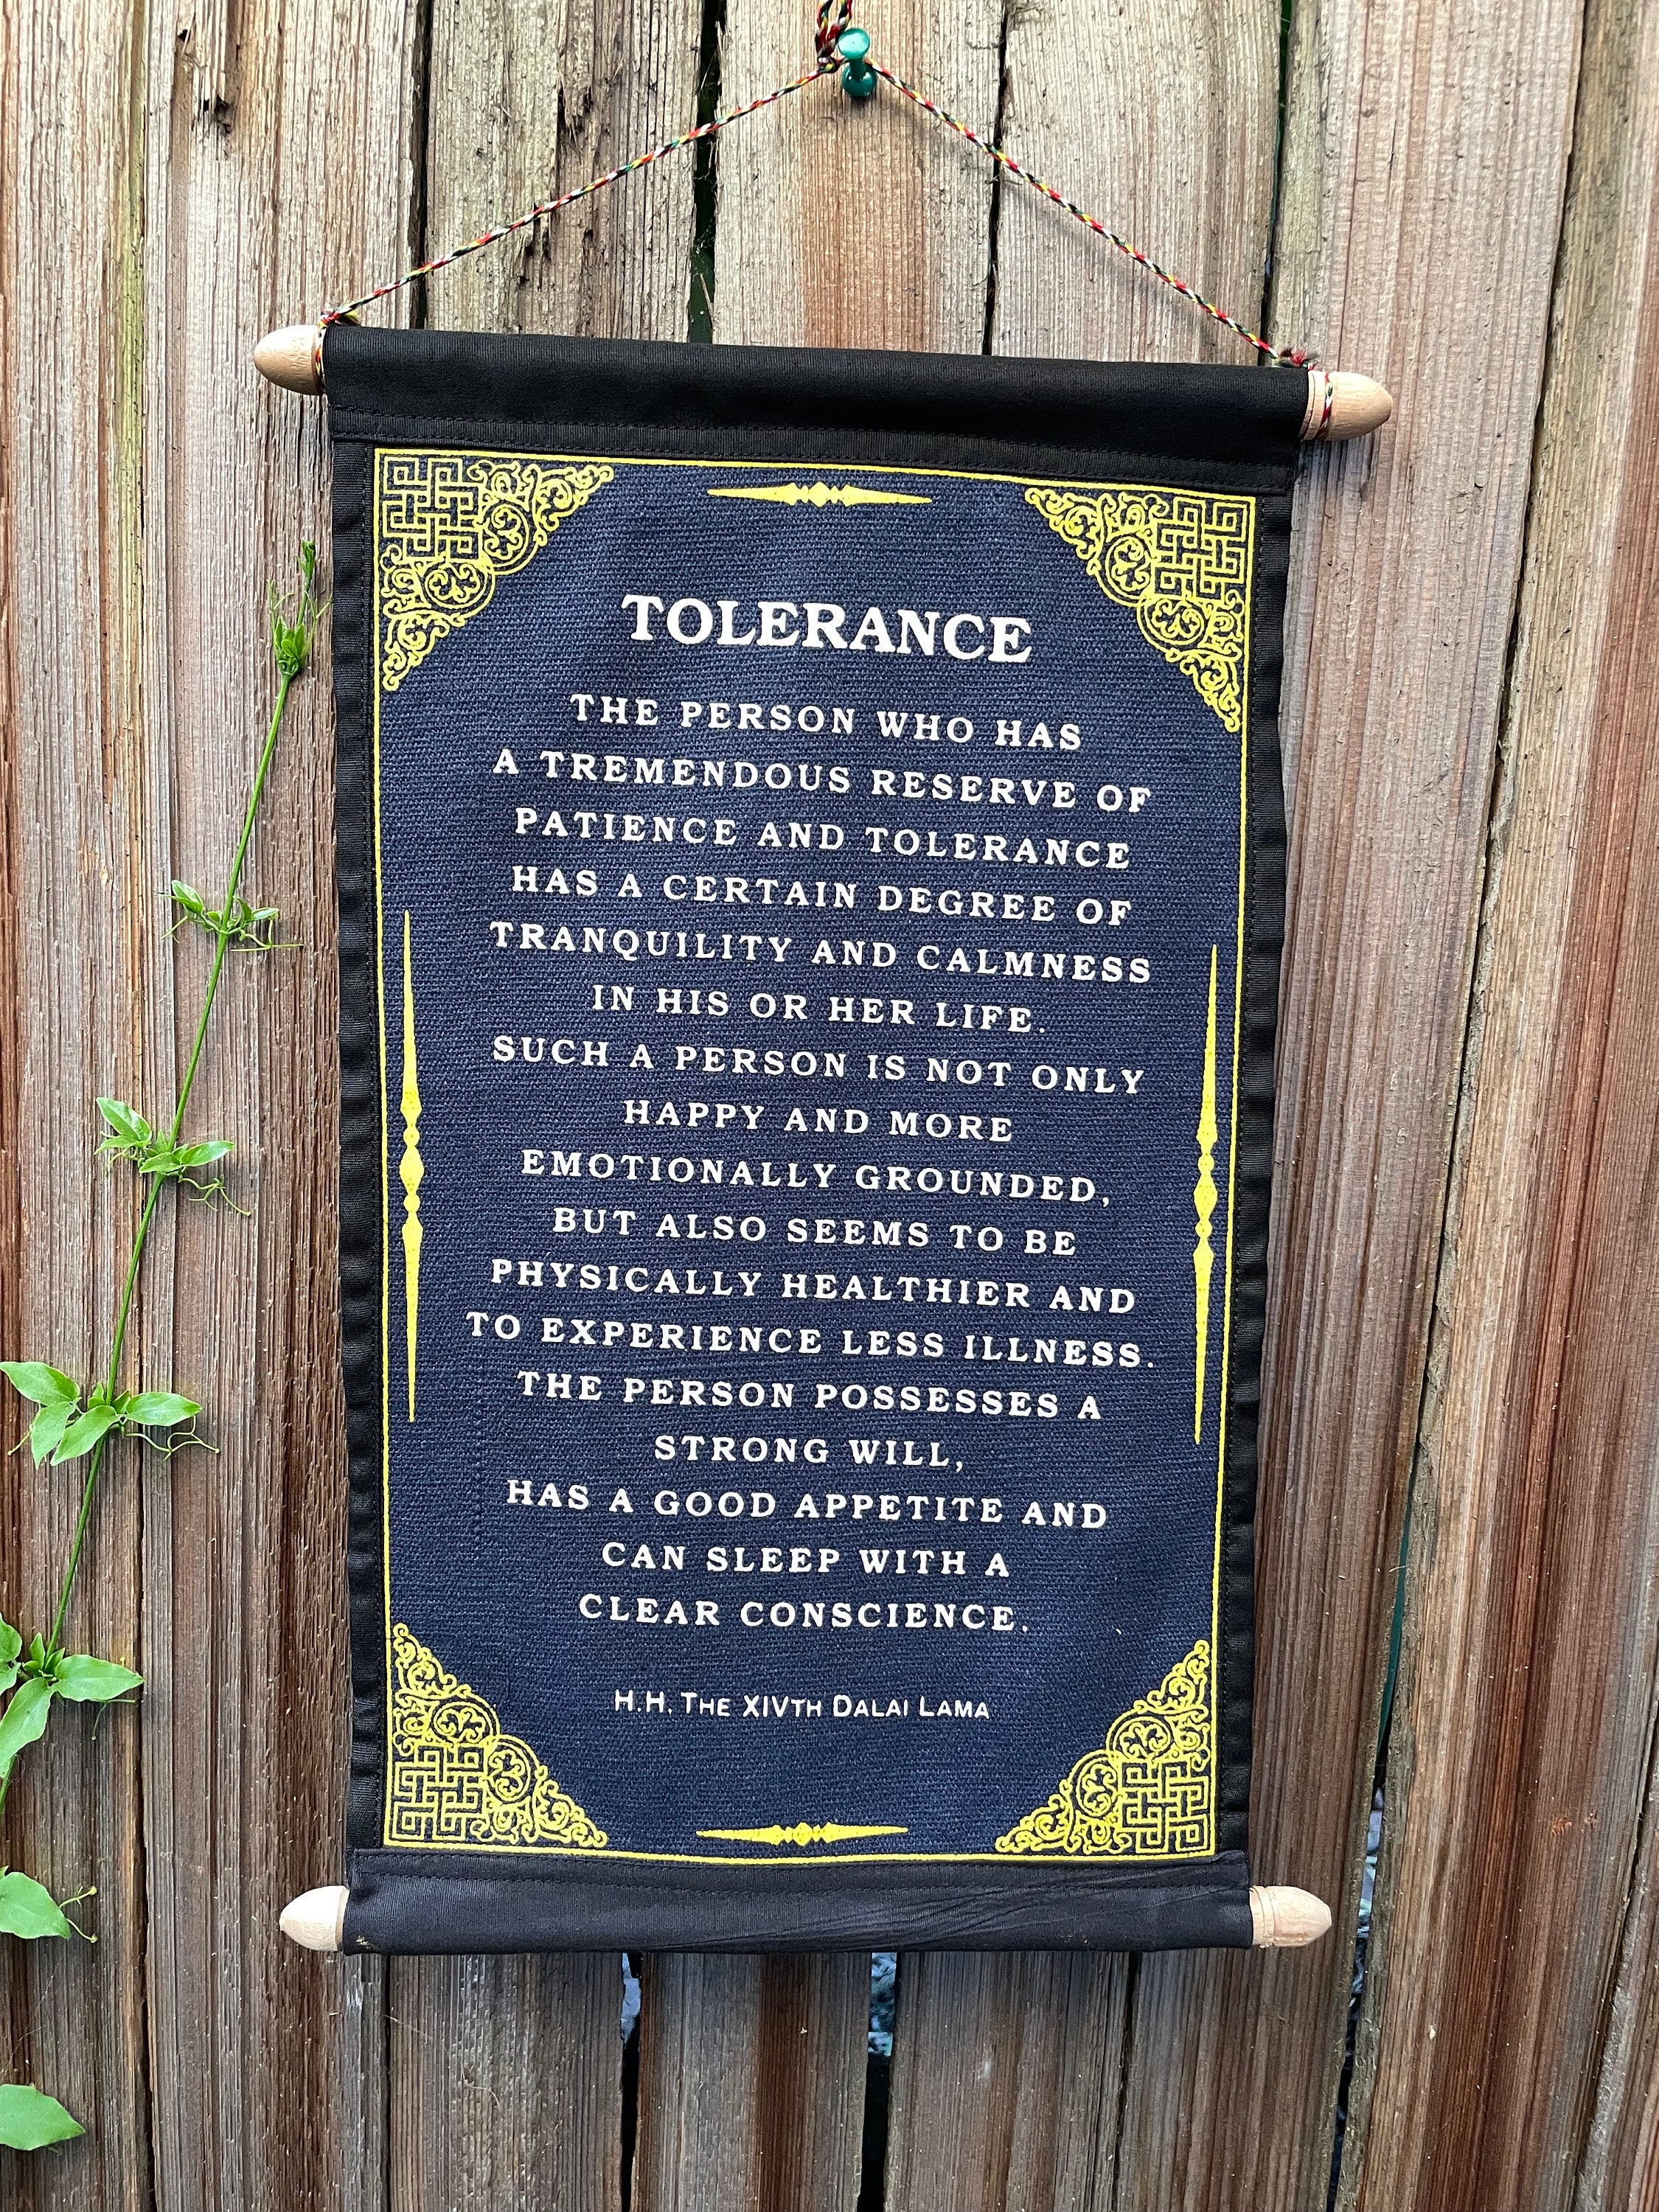 TOLERANCE
THE PERSON WHO HAS
A TREMENDOUS RESERVE OF
PATIENCE AND TOLERANCE
HAS A CERTAIN DEGREE OF
TRANQUILITY AND CALMNESS
IN HIS OR HER LIFE.
SUCH A PERSON IS NOT ONLY
HAPPY AND MORE
EMOTIONALLY GROUNDED,
BUT ALSO SEEMS TO BE
PHYSICALLY HEALTHIER AND
TO EXPERIENCE LESS ILLNESS.
THE PERSON POSSESSES A
STRONG WILL,
HAS A GOOD APPETITE AND
CAN SLEEP WITH A
CLEAR CONSCIENCE.
H.H. THE XIVTH DALAI LAMA